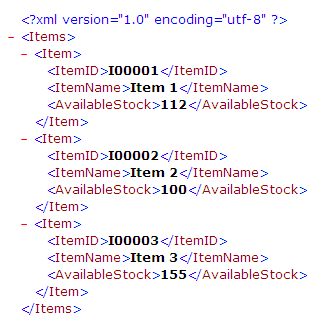 <?xml version="1.0" encoding="utf-8" ?>
- <Items>
- <Item>
<ItemID>I00001</ItemID>
<ItemName>Item 1</ItemName>
<AvailableStock>112</AvailableStock>
</Item>
- <Item>
<ItemID>I00002</ItemID>
<ItemName>Item 2</ItemName>
<AvailableStock>100</AvailableStock>
</Item>
- <Item>
<ItemID>I00003</ItemID>
<ItemName>Item 3</ItemName>
<AvailableStock>155</AvailableStock>
</Item>
</Items>